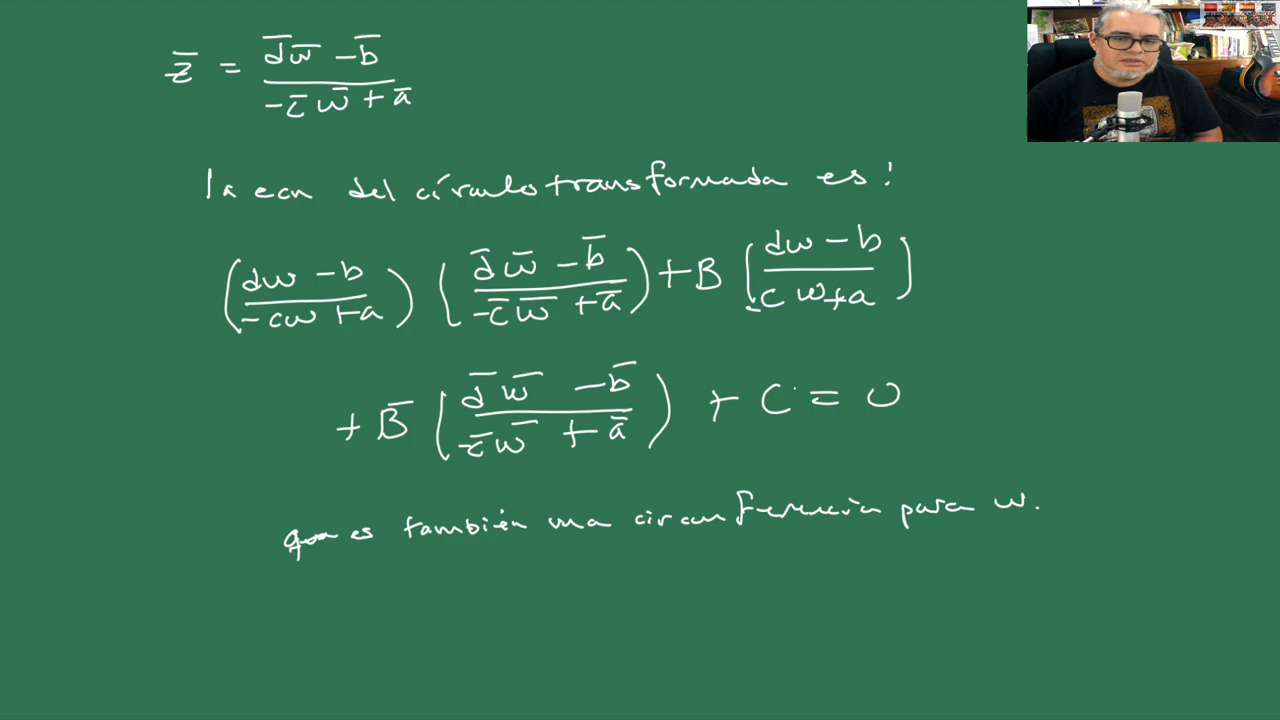 z̄ = (d̄w̄ - b̄)/(-c̄w̄ + ā)
la ecn del círculo transformada es:
((dw - b)/(-cw + a)) ((d̄w̄ - b̄)/(-c̄w̄ + ā)) + B ((dw - b)/(-cw + a))
+ B̄ ((d̄w̄ - b̄)/(-c̄w̄ + ā)) + C = 0
que es también una circunferencia para w.